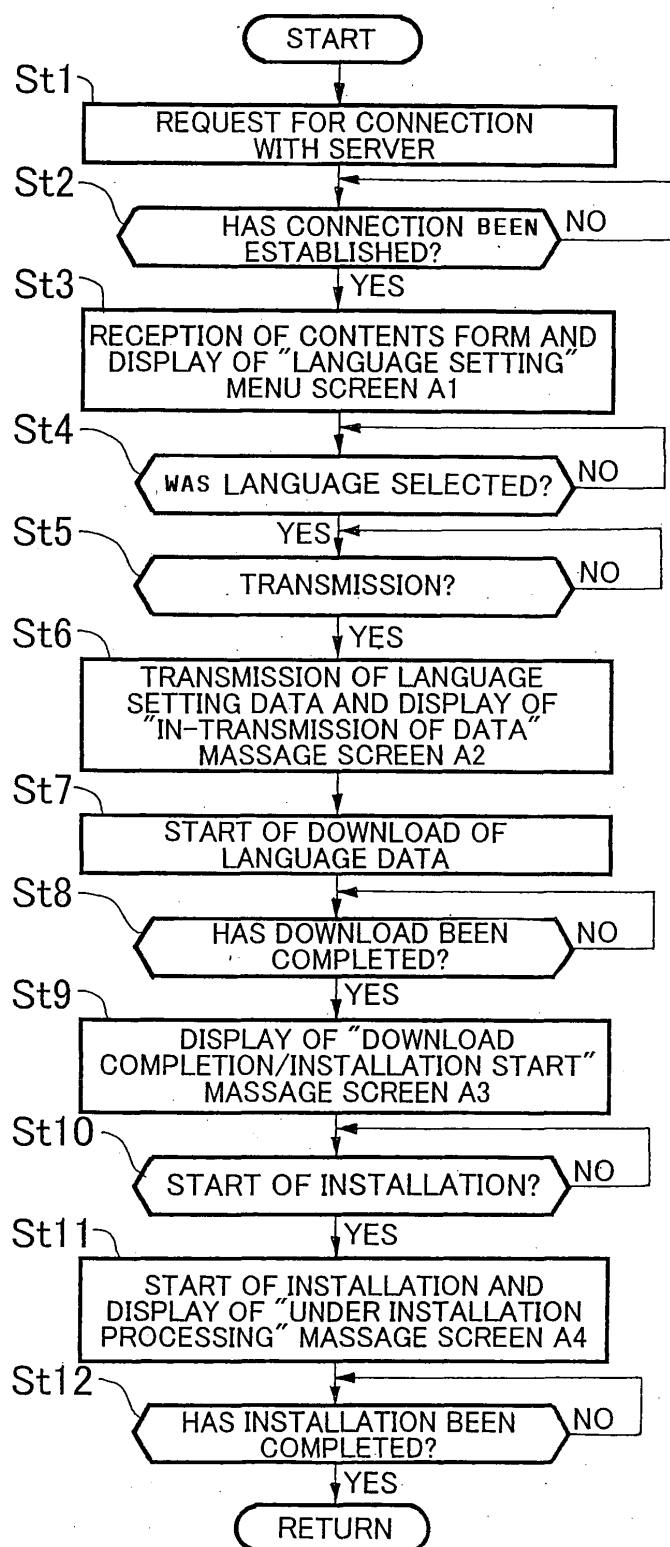 START
St1
REQUEST FOR CONNECTION
WITH SERVER
St2
HAS CONNECTION BEEN
ESTABLISHED?
NO
YES
St3
RECEPTION OF CONTENTS FORM AND
DISPLAY OF "LANGUAGE SETTING"
MENU SCREEN A1
St4
WAS LANGUAGE SELECTED?
NO
YES
St5
TRANSMISSION?
NO
YES
St6
TRANSMISSION OF LANGUAGE
SETTING DATA AND DISPLAY OF
"IN-TRANSMISSION OF DATA"
MASSAGE SCREEN A2
St7
START OF DOWNLOAD OF
LANGUAGE DATA
St8
HAS DOWNLOAD BEEN
COMPLETED?
NO
YES
St9
DISPLAY OF "DOWNLOAD
COMPLETION/INSTALLATION START"
MASSAGE SCREEN A3
St10
START OF INSTALLATION?
NO
YES
St11
START OF INSTALLATION AND
DISPLAY OF "UNDER INSTALLATION
PROCESSING" MASSAGE SCREEN A4
St12
HAS INSTALLATION BEEN
COMPLETED?
NO
YES
RETURN